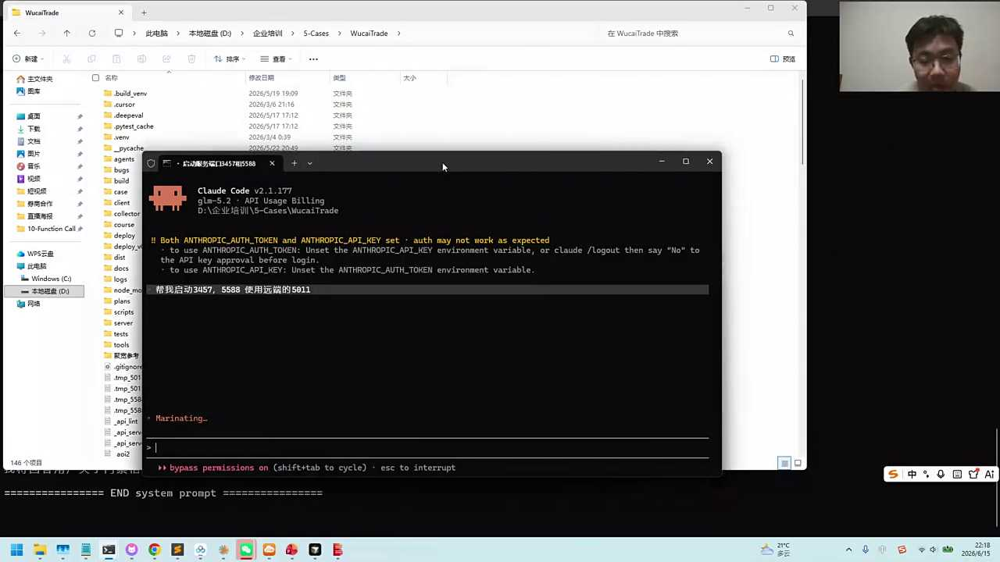 WucaiTrade
此电脑 > 本地磁盘 (D:) > 企业培训 > 5-Cases > WucaiTrade >
在 WucaiTrade 中搜索
新建 排序 查看 预览
名称 修改日期 类型 大小
主文件夹
图库
桌面
下载
文档
图片
音乐
视频
短视频
券商合作
直播海报
10-Function Call
WPS云盘
此电脑
Windows (C:)
本地磁盘 (D:)
网络
.build_venv 2026/5/19 19:09 文件夹
.cursor 2026/3/6 21:16 文件夹
.deepeval 2026/5/17 17:12 文件夹
.pytest_cache 2026/5/17 17:12 文件夹
.venv 2026/3/4 0:39 文件夹
__pycache_ 2026/5/22 20:49 文件夹
agents
bugs
build
case
client
collector
course
deploy
deploy_v
dist
docs
logs
node_mo
plans
scripts
server
tests
tools
聚宽参考
.gitignore
.tmp_501
.tmp_501
.tmp_558
.tmp_558
_api_lint
_api_serv
_api_serv
aoi2
146 个项目
启动服务端口3457和5588
Claude Code v2.1.177
glm-5.2 · API Usage Billing
D:\企业培训\5-Cases\WucaiTrade
‼ Both ANTHROPIC_AUTH_TOKEN and ANTHROPIC_API_KEY set · auth may not work as expected
· to use ANTHROPIC_AUTH_TOKEN: Unset the ANTHROPIC_API_KEY environment variable, or claude /logout then say "No" to
the API key approval before login.
· to use ANTHROPIC_API_KEY: Unset the ANTHROPIC_AUTH_TOKEN environment variable.
帮我启动3457, 5588 使用远端的5011
· Marinating…
>
▸▸ bypass permissions on (shift+tab to cycle) · esc to interrupt
================ END system prompt ================
中
21°C
多云
22:18
2026/6/15